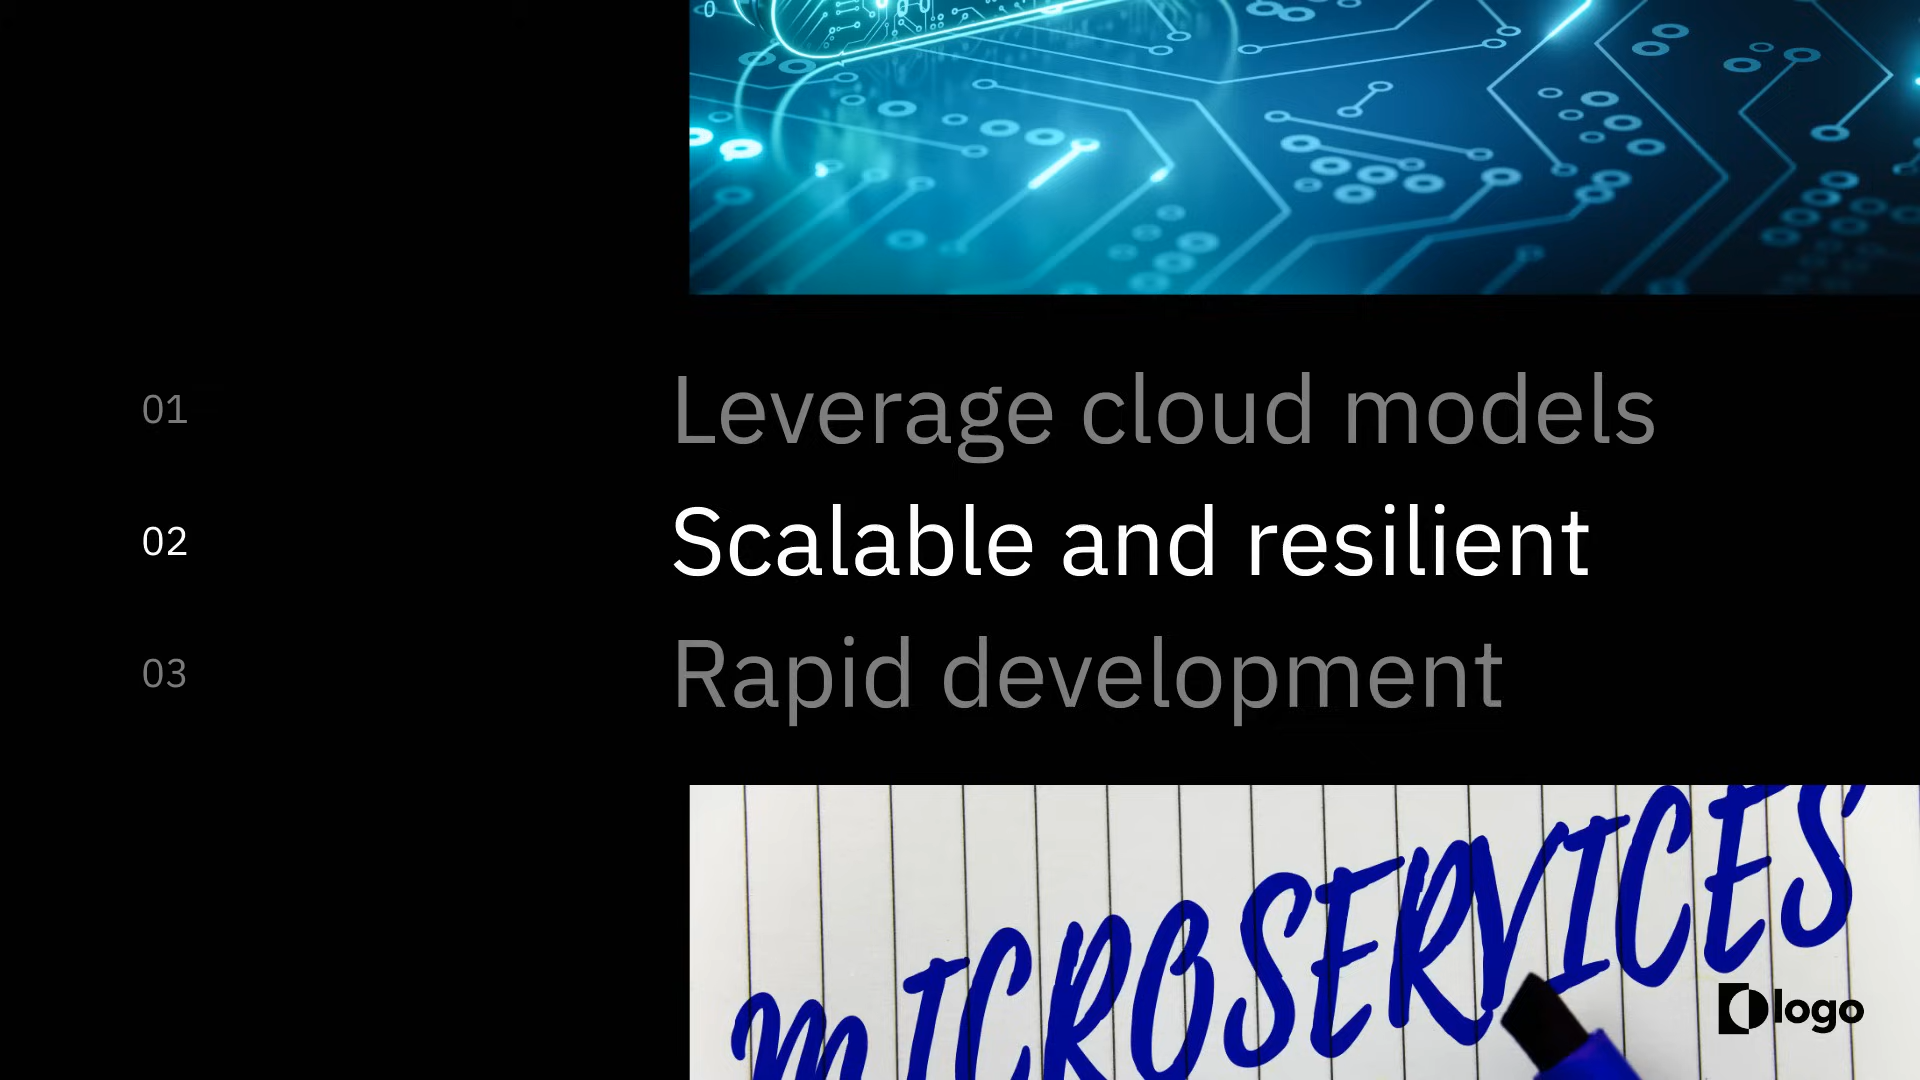 01
Leverage cloud models
02
Scalable and resilient
03
Rapid development
MICROSERVICES
logo